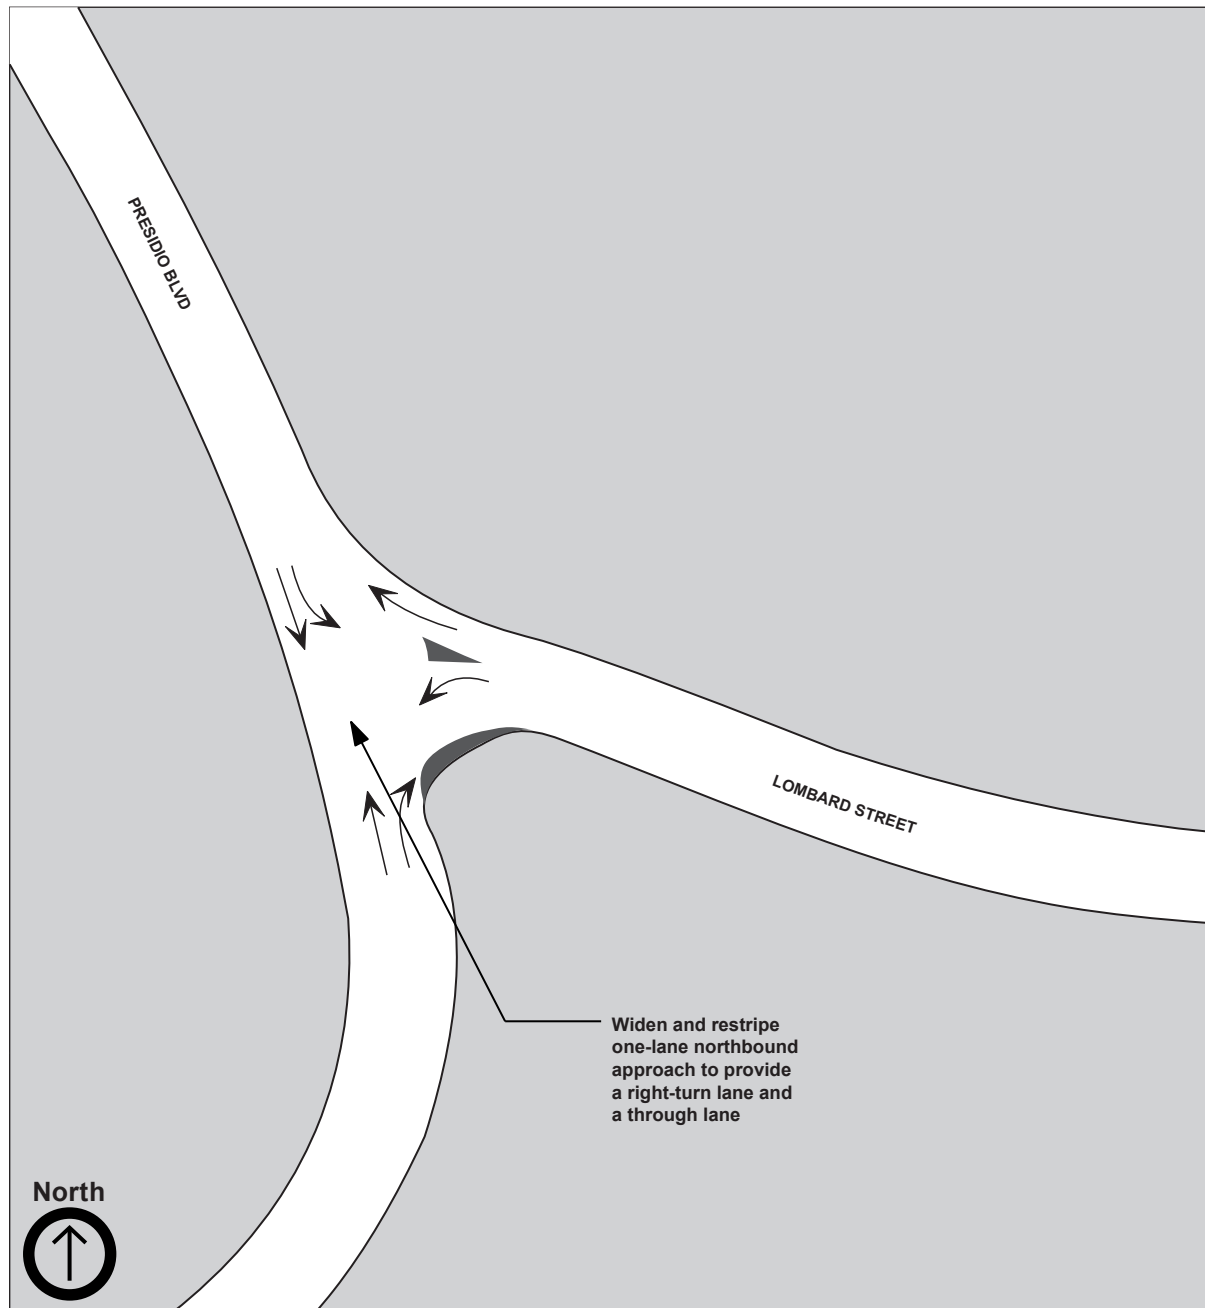 PRESIDIO BLVD
LOMBARD STREET
Widen and restripe
one-lane northbound
approach to provide
a right-turn lane and
a through lane
North